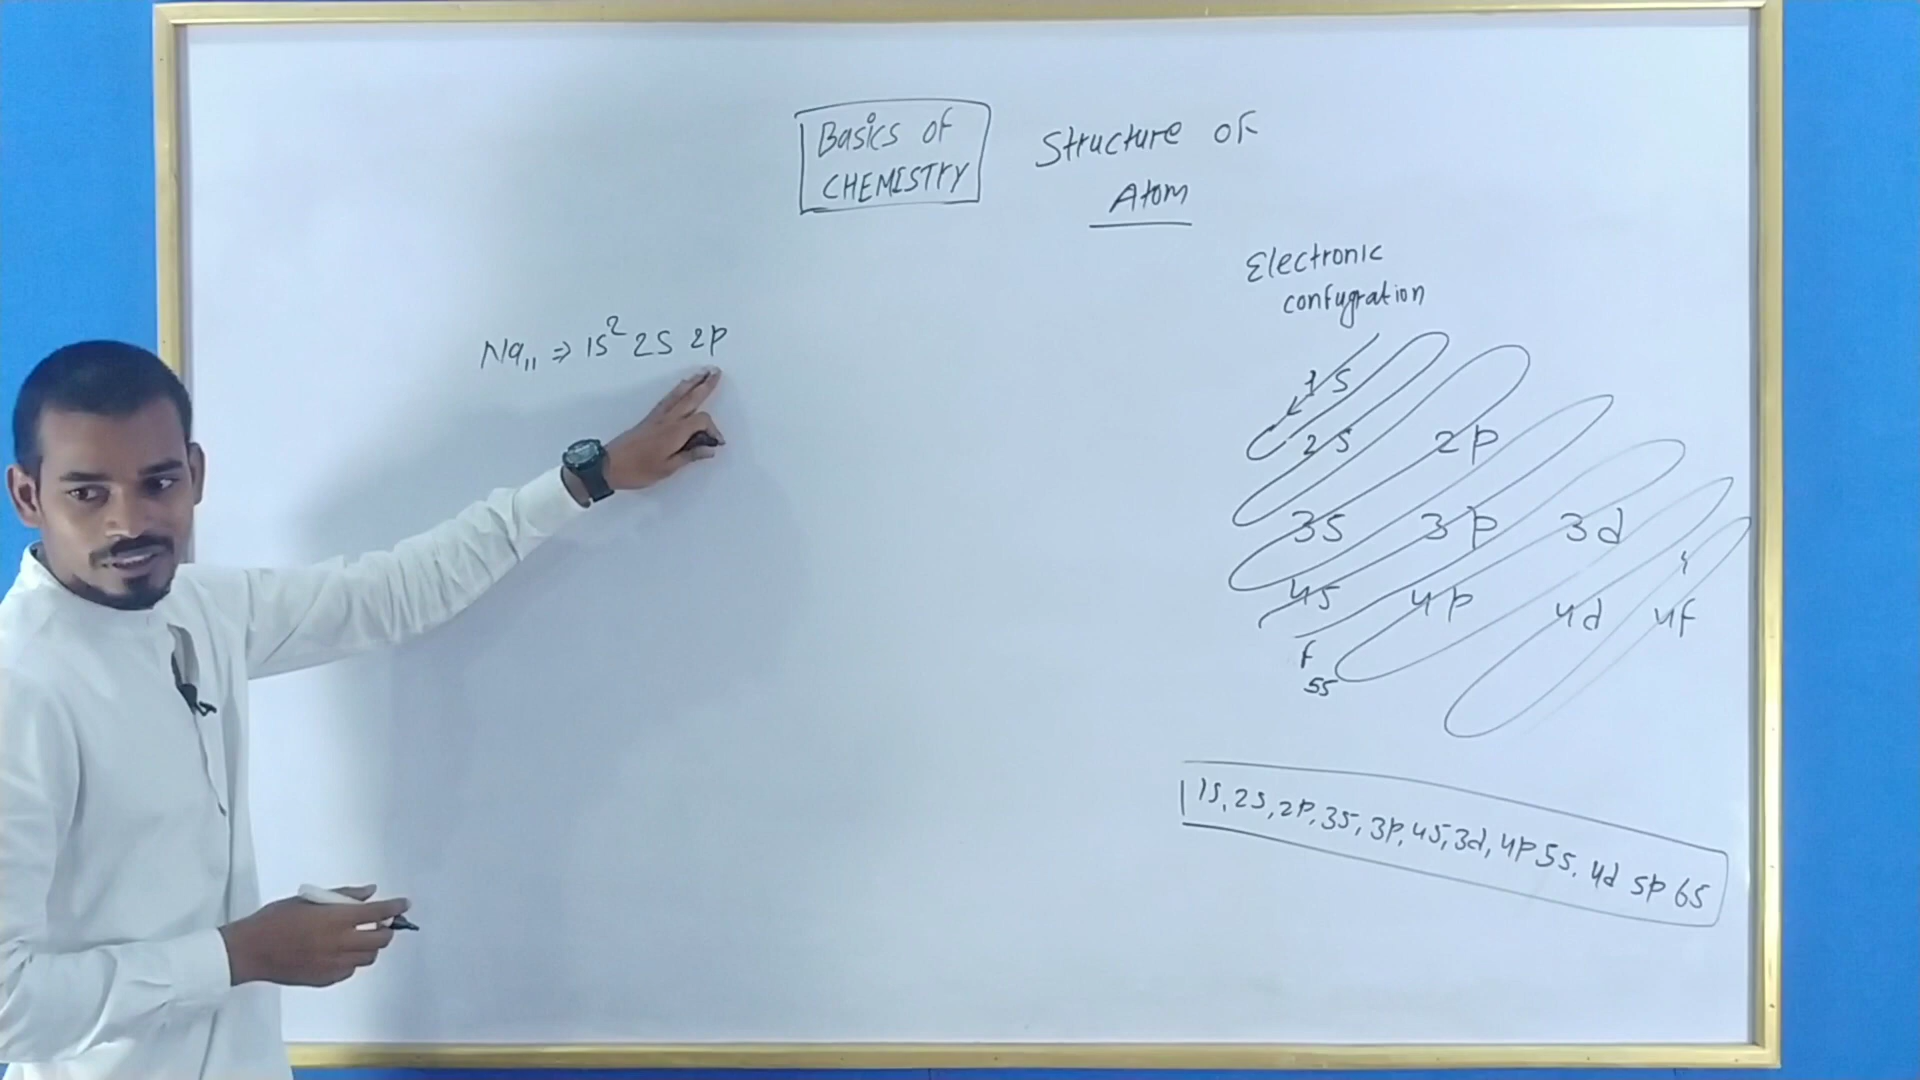 Basics of
CHEMISTRY
Structure of
Atom
Electronic
confugration
Na₁₁ ⇒ 1S² 2S 2P
1S
2S 2P
3S 3P 3d
4S 4P 4d 4f
f
5S
1S, 2S, 2P, 3S, 3P, 4S, 3d, 4P 5S, 4d 5P 6S